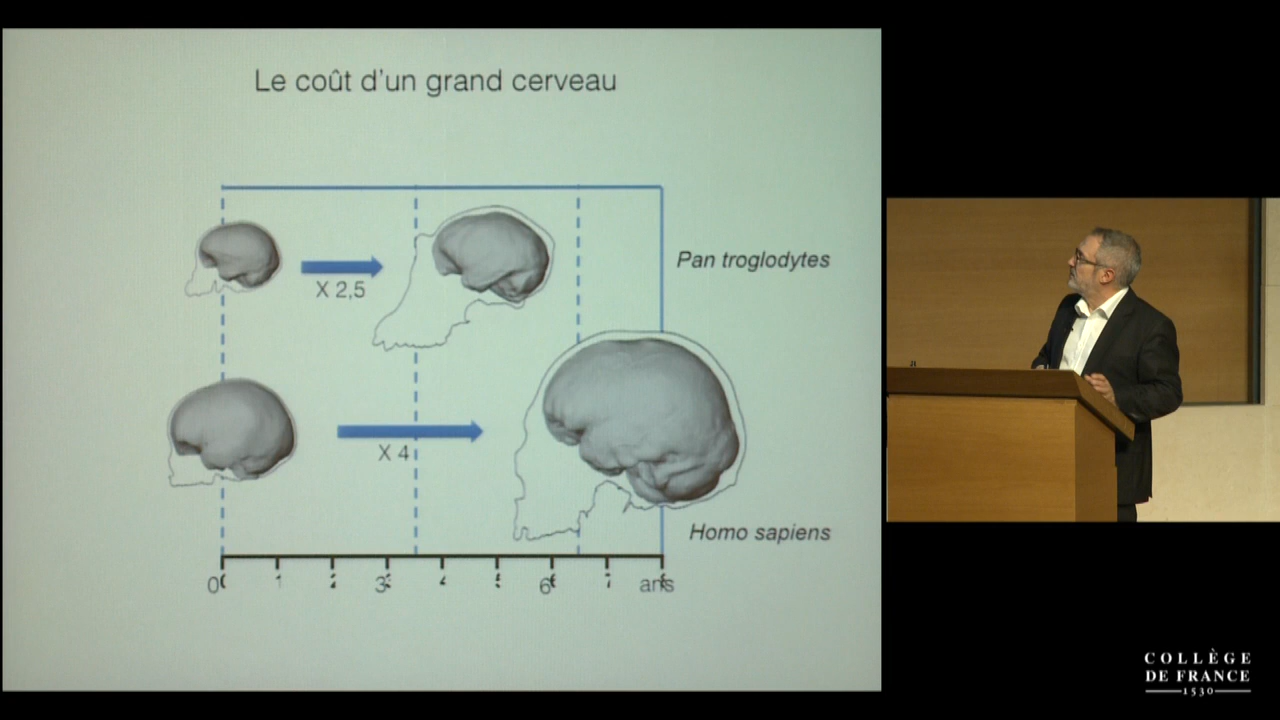 Le coût d'un grand cerveau
Pan troglodytes
X 2,5
X 4
Homo sapiens
0 1 2 3 4 5 6 7 ans
COLLÈGE
DE FRANCE
1530